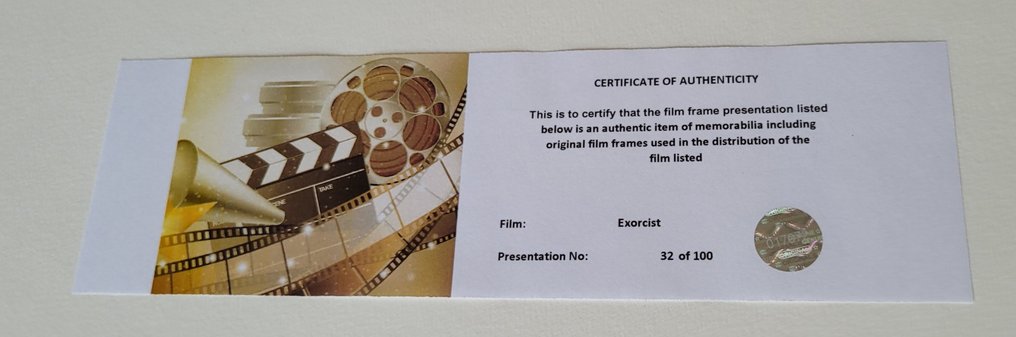 CERTIFICATE OF AUTHENTICITY
This is to certify that the film frame presentation listed
below is an authentic item of memorabilia including
original film frames used in the distribution of the
film listed
TAKE
Film: Exorcist
Presentation No: 32 of 100